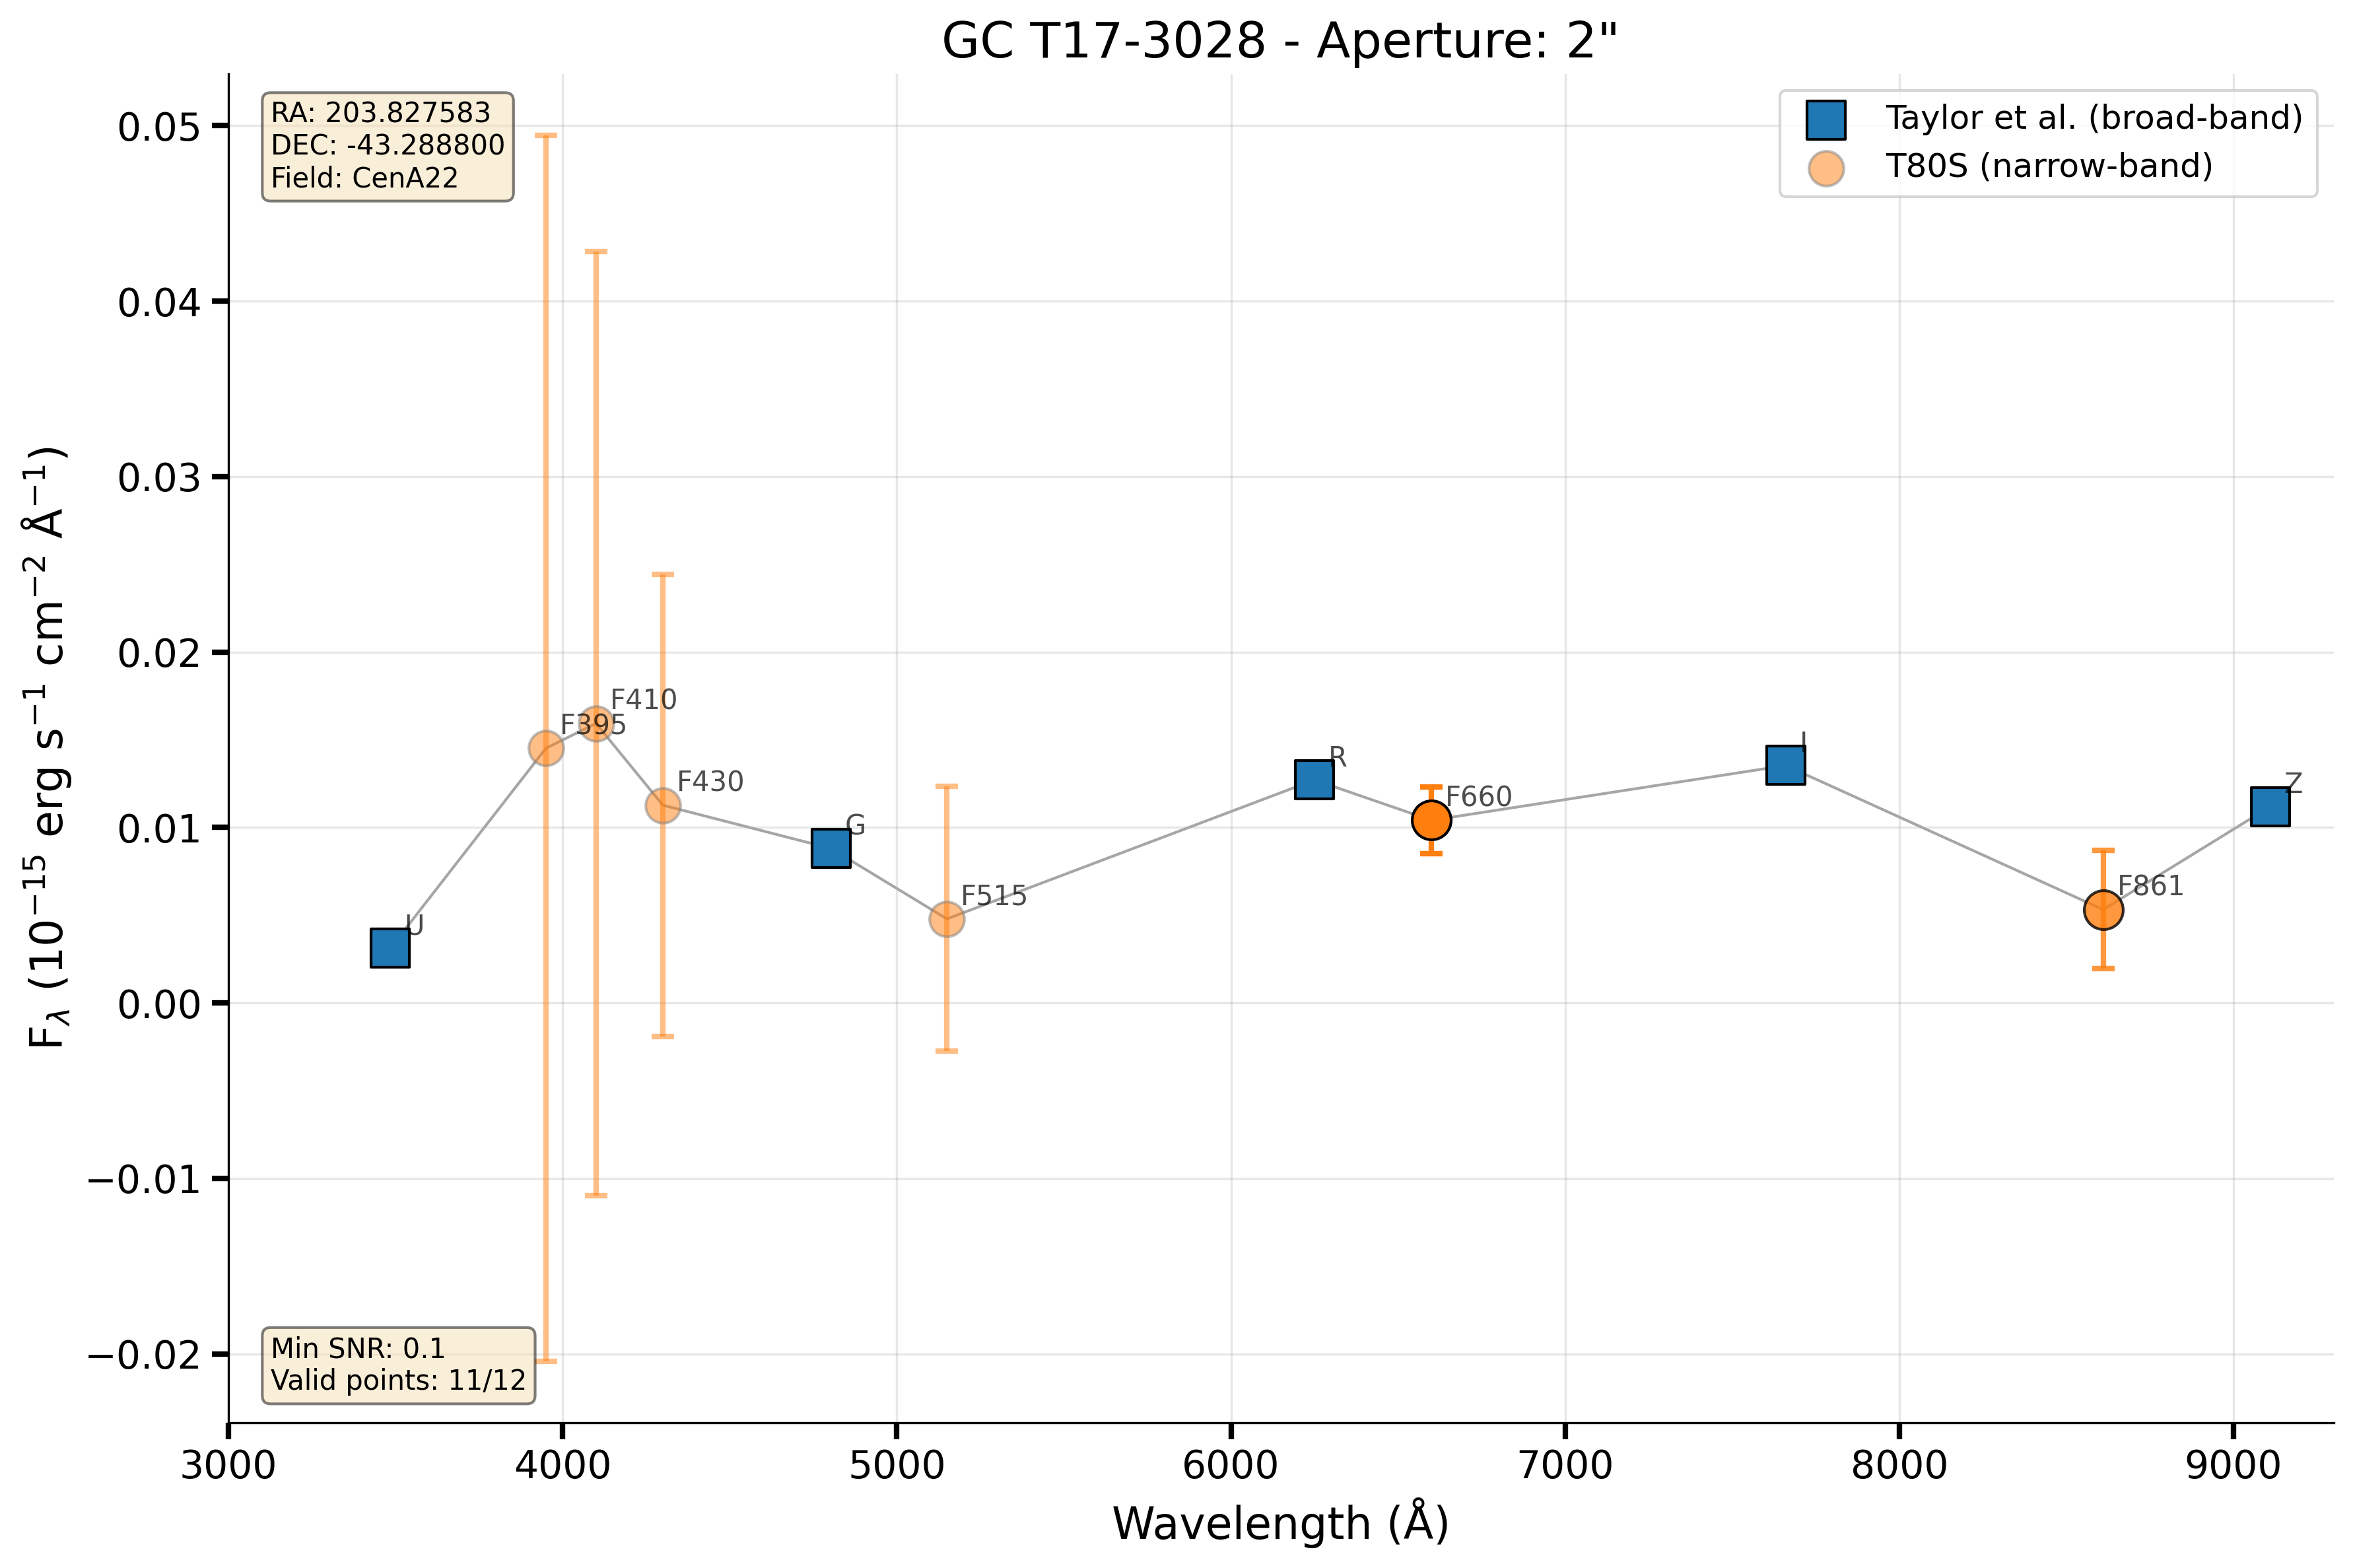 GC T17-3028 - Aperture: 2"
RA: 203.827583
DEC: -43.288800
Field: CenA22
Taylor et al. (broad-band)
T80S (narrow-band)
0.05
0.04
0.03
0.02
0.01
0.00
−0.01
−0.02
F_λ (10⁻¹⁵ erg s⁻¹ cm⁻² Å⁻¹)
U
F395
F410
F430
G
F515
R
F660
I
F861
Z
Min SNR: 0.1
Valid points: 11/12
3000 4000 5000 6000 7000 8000 9000
Wavelength (Å)